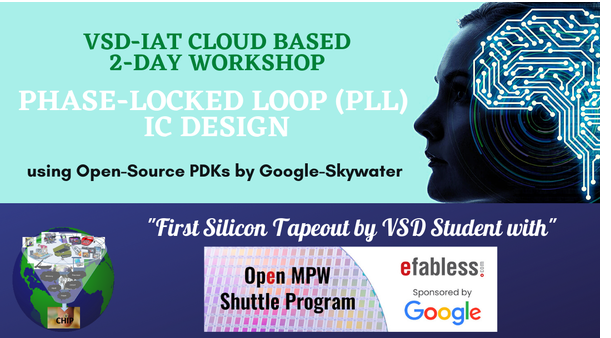 VSD-IAT CLOUD BASED
2-DAY WORKSHOP
PHASE-LOCKED LOOP (PLL)
IC DESIGN
using Open-Source PDKs by Google-Skywater
"First Silicon Tapeout by VSD Student with"
Open MPW
Shuttle Program
efabless.com
Sponsored by
Google
CHIP